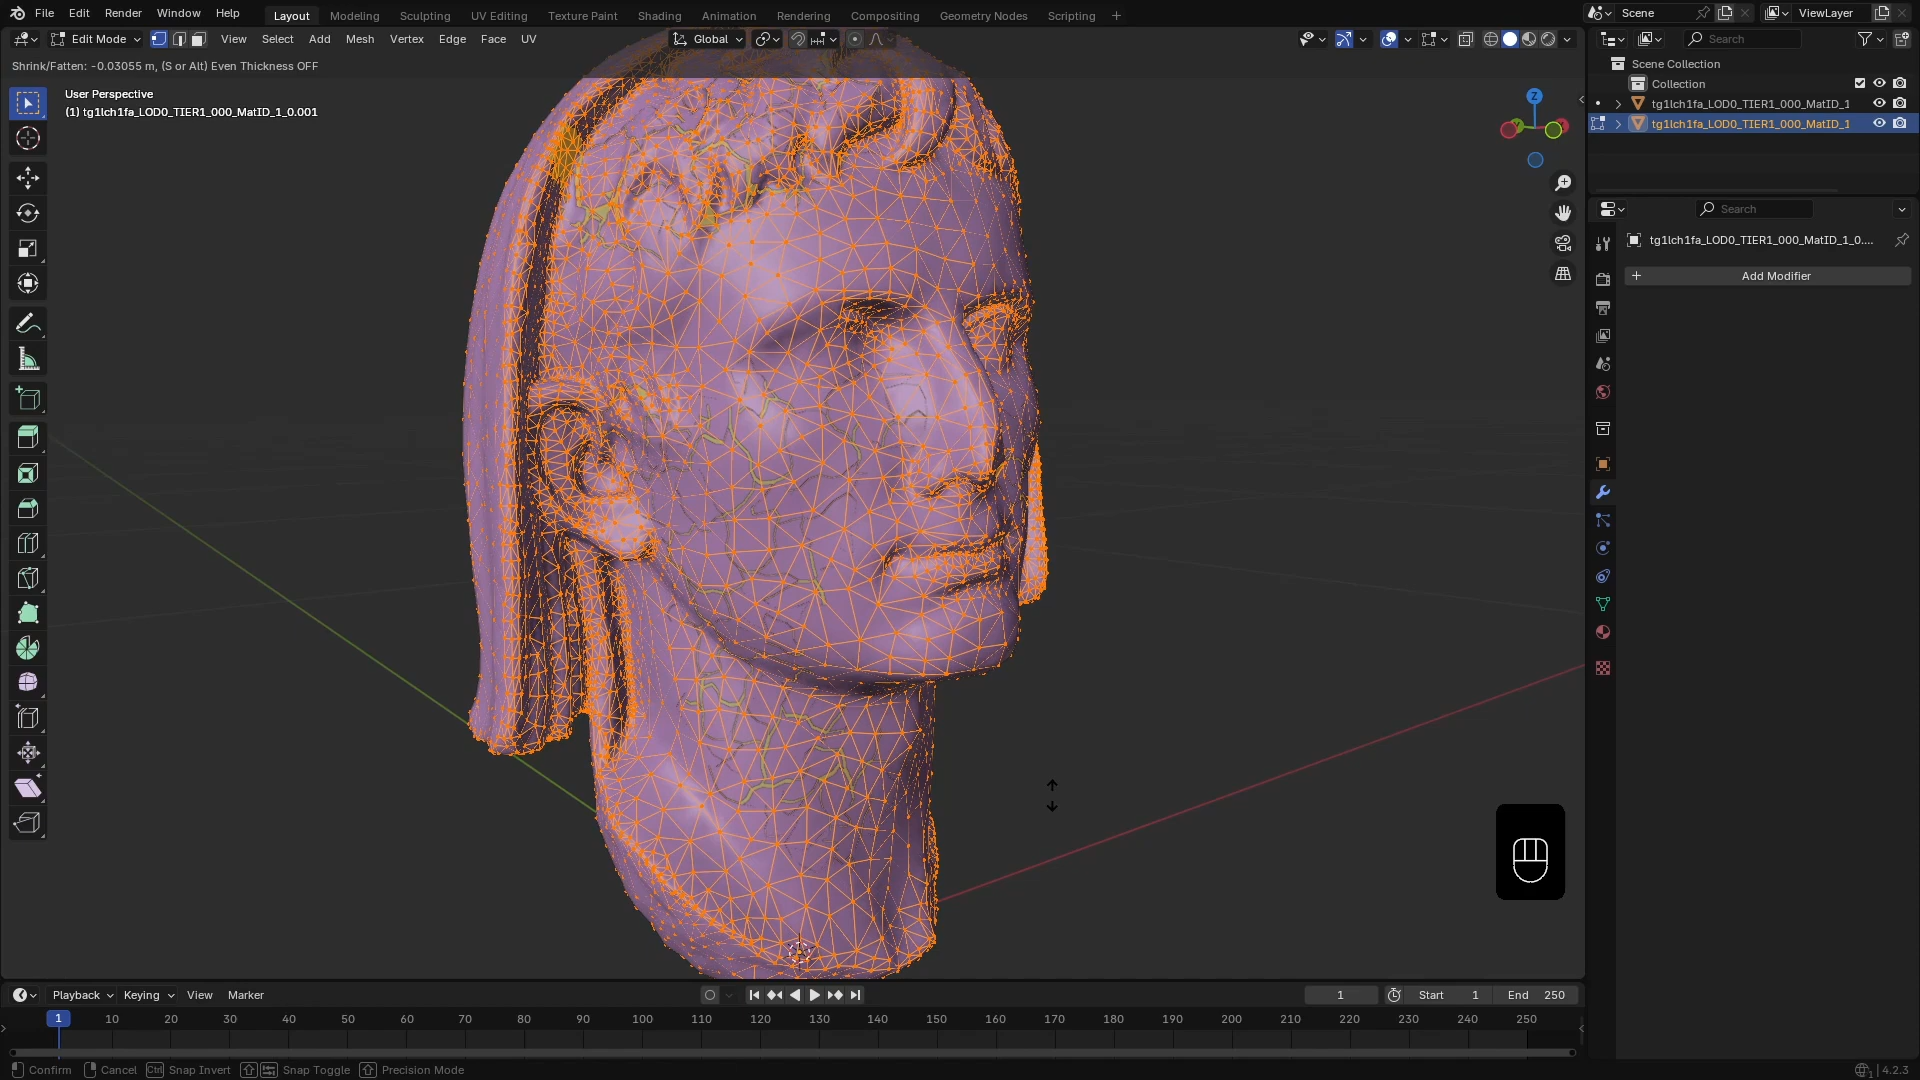 File Edit Render Window Help Layout Modeling Sculpting UV Editing Texture Paint Shading Animation Rendering Compositing Geometry Nodes Scripting + Scene ViewLayer
Edit Mode View Select Add Mesh Vertex Edge Face UV Global Search
Shrink/Fatten: -0.03055 m, (S or Alt) Even Thickness OFF
Scene Collection
Collection
User Perspective
(1) tg1lch1fa_LOD0_TIER1_000_MatID_1_0.001
tg1lch1fa_LOD0_TIER1_000_MatID_1
tg1lch1fa_LOD0_TIER1_000_MatID_1
Z
Search
tg1lch1fa_LOD0_TIER1_000_MatID_1_0....
+ Add Modifier
Playback Keying View Marker 1 Start 1 End 250
1 10 20 30 40 50 60 70 80 90 100 110 120 130 140 150 160 170 180 190 200 210 220 230 240 250
Confirm Cancel Ctrl Snap Invert Snap Toggle Precision Mode 4.2.3